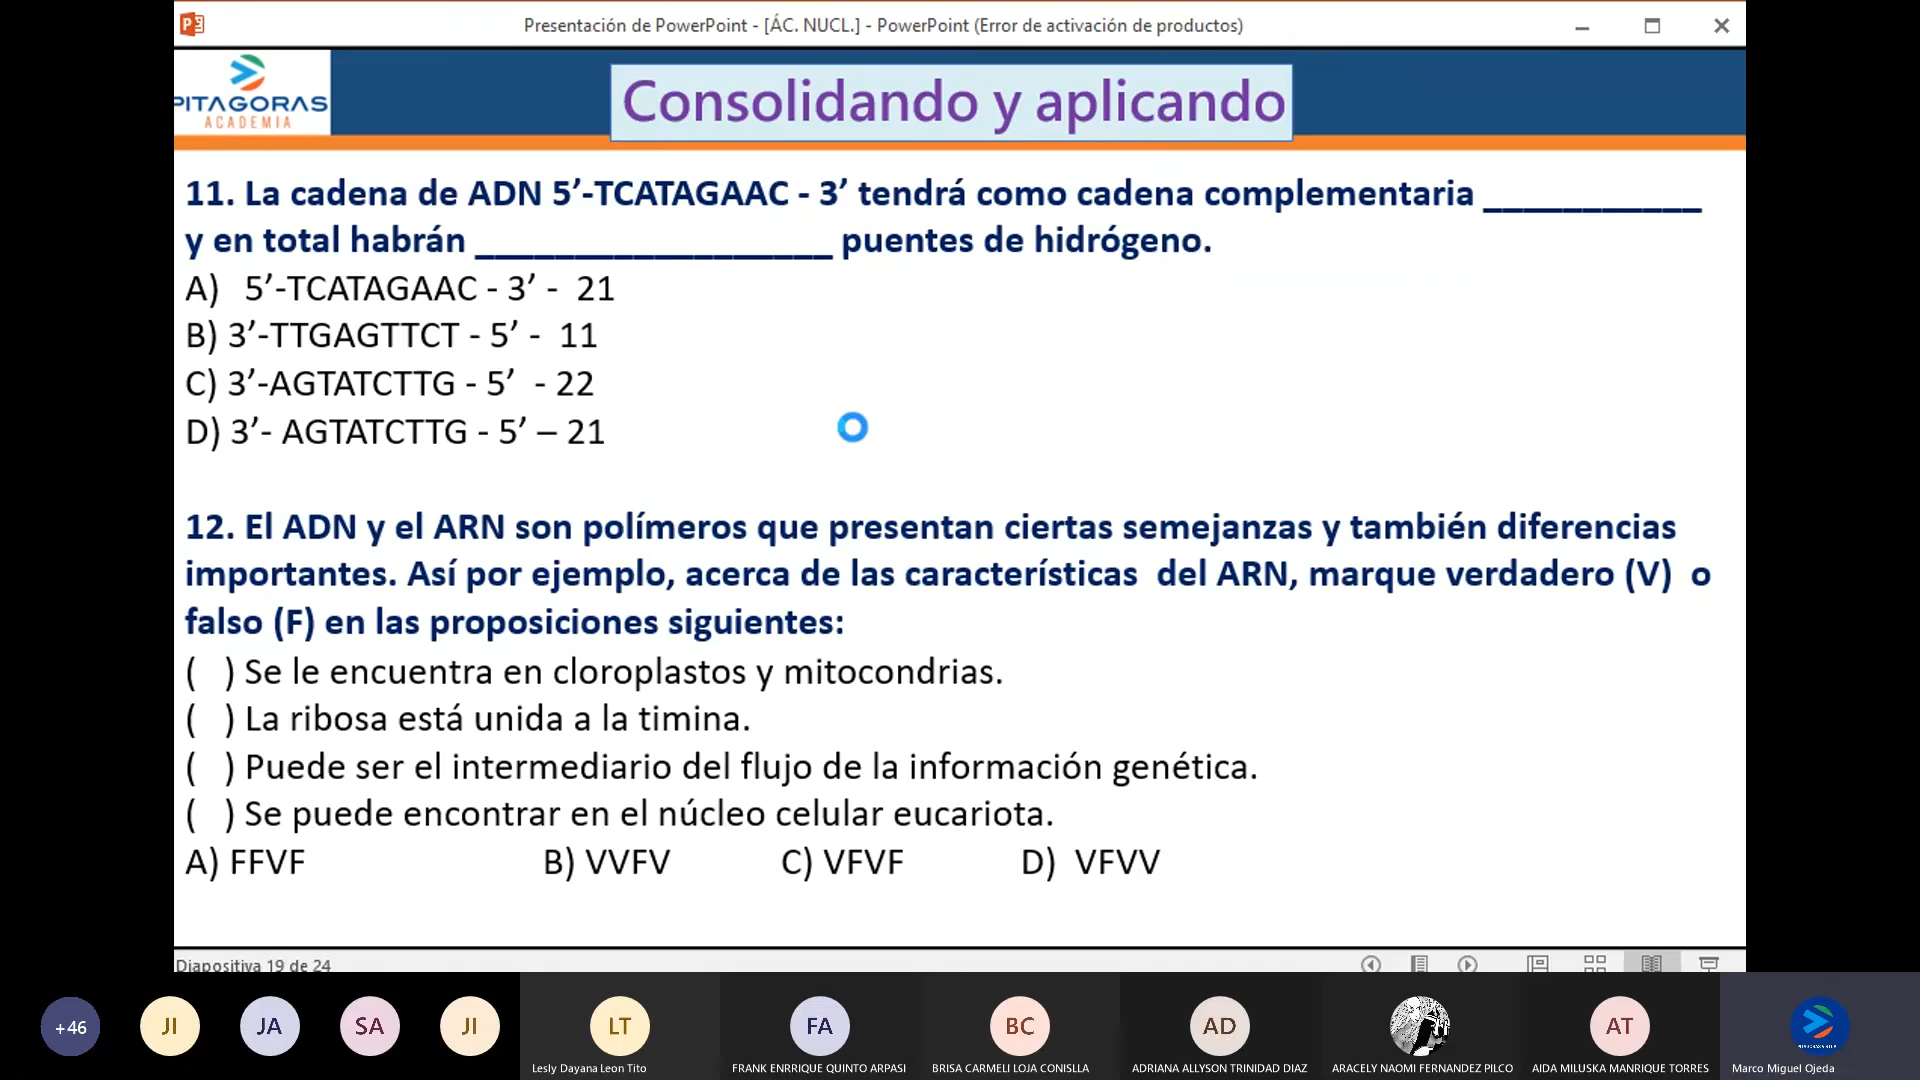 Presentación de PowerPoint - [ÁC. NUCL.] - PowerPoint (Error de activación de productos)
PITAGORAS
ACADEMIA
Consolidando y aplicando
11. La cadena de ADN 5’-TCATAGAAC - 3’ tendrá como cadena complementaria ___________
y en total habrán __________________ puentes de hidrógeno.
A) 5’-TCATAGAAC - 3’ - 21
B) 3’-TTGAGTTCT - 5’ - 11
C) 3’-AGTATCTTG - 5’ - 22
D) 3’- AGTATCTTG - 5’ – 21
12. El ADN y el ARN son polímeros que presentan ciertas semejanzas y también diferencias
importantes. Así por ejemplo, acerca de las características del ARN, marque verdadero (V) o
falso (F) en las proposiciones siguientes:
( ) Se le encuentra en cloroplastos y mitocondrias.
( ) La ribosa está unida a la timina.
( ) Puede ser el intermediario del flujo de la información genética.
( ) Se puede encontrar en el núcleo celular eucariota.
A) FFVF B) VVFV C) VFVF D) VFVV
Diapositiva 19 de 24
+46 JI JA SA JI LT FA BC AD AT
Lesly Dayana Leon Tito FRANK ENRRIQUE QUINTO ARPASI BRISA CARMELI LOJA CONISLLA ADRIANA ALLYSON TRINIDAD DIAZ ARACELY NAOMI FERNANDEZ PILCO AIDA MILUSKA MANRIQUE TORRES Marco Miguel Ojeda